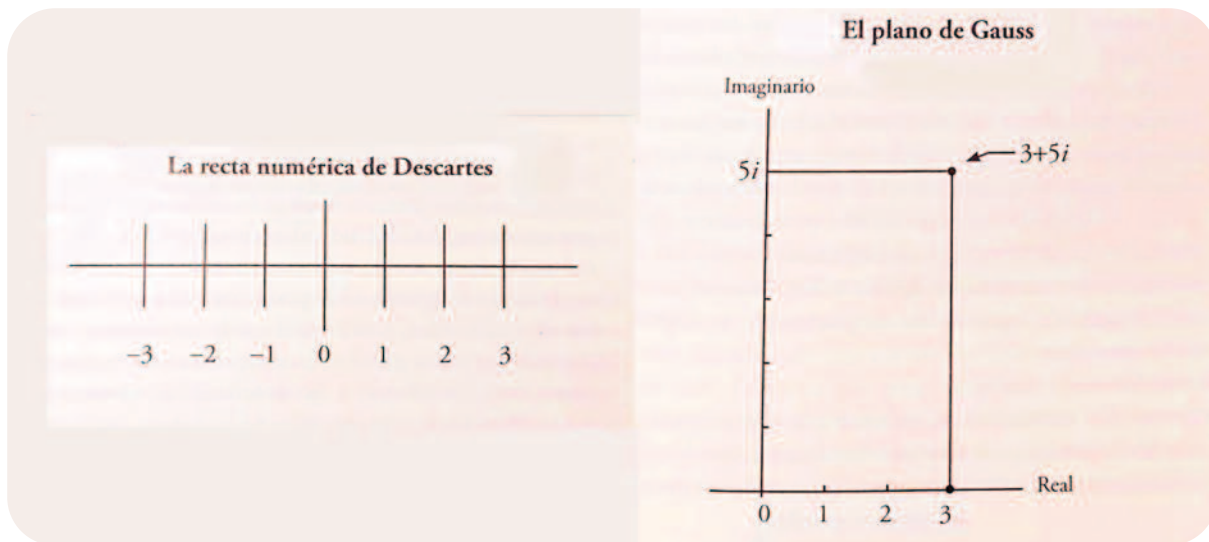 La recta numérica de Descartes
–3 –2 –1 0 1 2 3
El plano de Gauss
Imaginario
3+5i
5i
Real
0 1 2 3